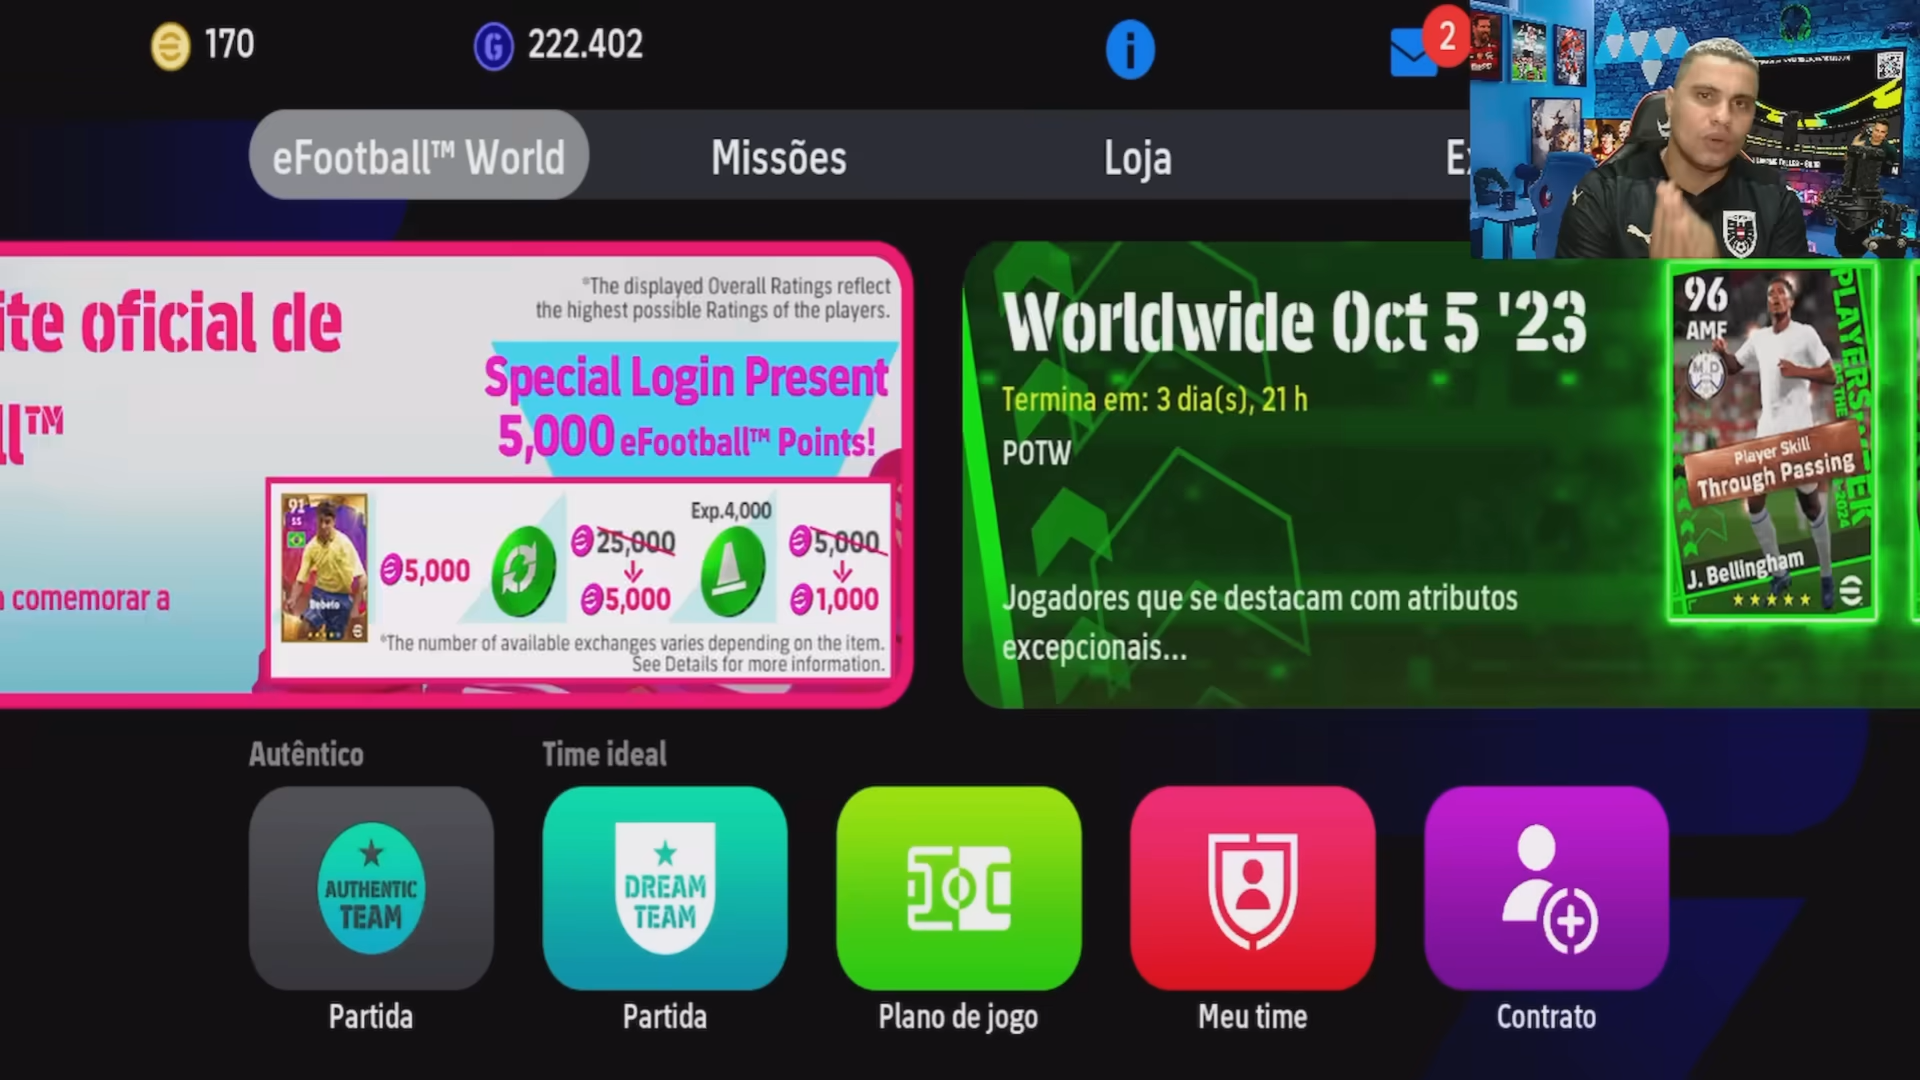 170
222.402
2
eFootball™ World
Missões
Loja
ite oficial de
l™
a comemorar a
*The displayed Overall Ratings reflect
the highest possible Ratings of the players.
Special Login Present
5,000 eFootball™ Points!
91
SS
Bebeto
5,000
25,000
5,000
Exp.4,000
5,000
1,000
*The number of available exchanges varies depending on the item.
See Details for more information.
Worldwide Oct 5 '23
Termina em: 3 dia(s), 21 h
POTW
Jogadores que se destacam com atributos
excepcionais...
96
AMF
Player Skill
Through Passing
J. Bellingham
Autêntico
Time ideal
AUTHENTIC
TEAM
DREAM
TEAM
Partida
Partida
Plano de jogo
Meu time
Contrato